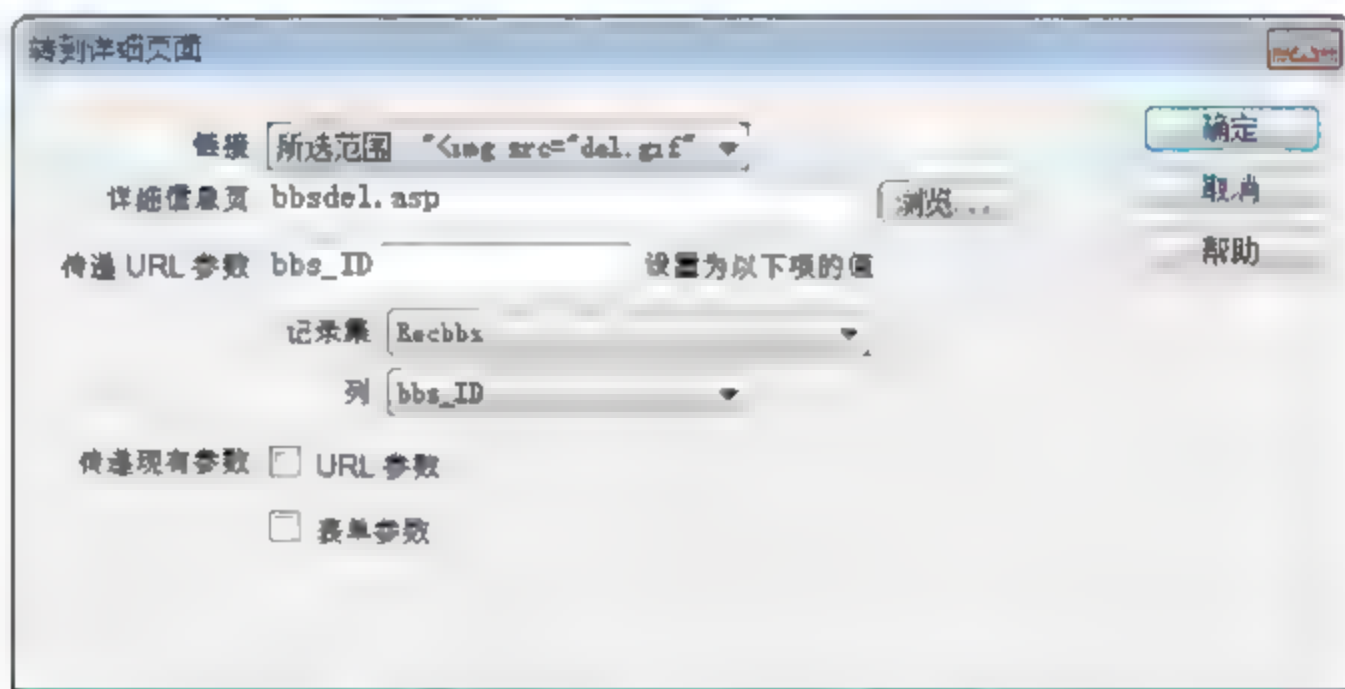 转到详细页面
链接 所选范围 "<img src="del.gif"
确定
详细信息页 bbsdel.asp 浏览...
取消
传递 URL 参数 bbs_ID 设置为以下项的值
帮助
记录集 Recbbs
列 bbs_ID
传递现有参数 URL 参数
表单参数